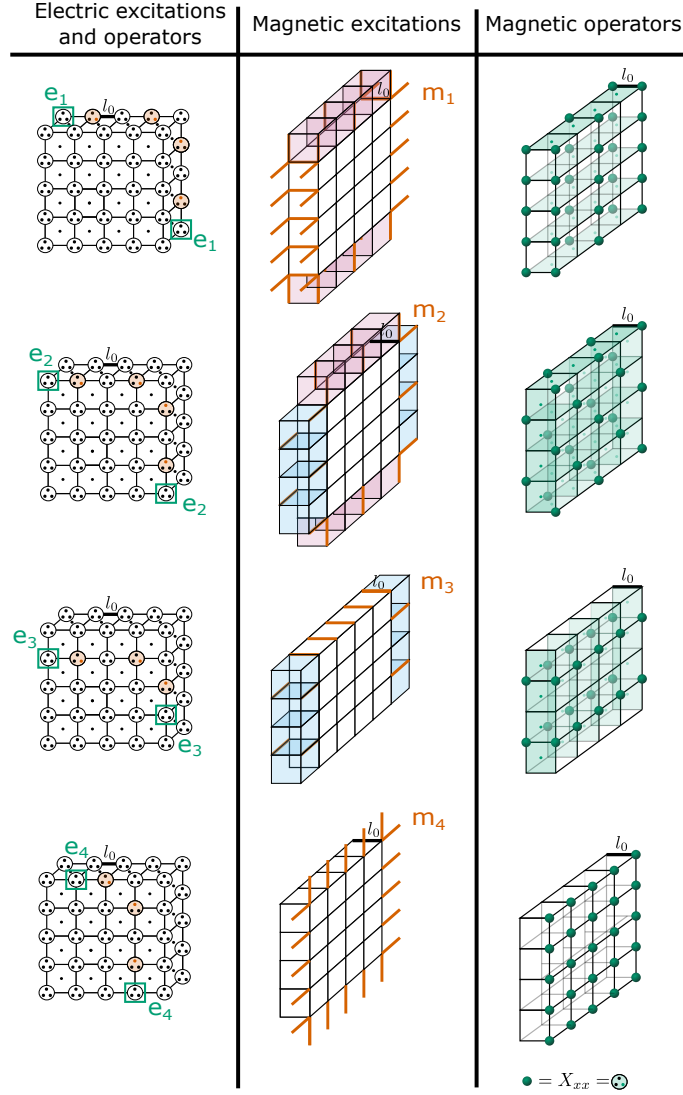 Electric excitations and operators
Magnetic excitations
Magnetic operators
e₁
l₀
e₁
l₀
m₁
l₀
e₂
l₀
e₂
m₂
l₀
l₀
e₃
l₀
e₃
l₀
m₃
l₀
e₄
l₀
e₄
m₄
l₀
l₀
= Xₓₓ =